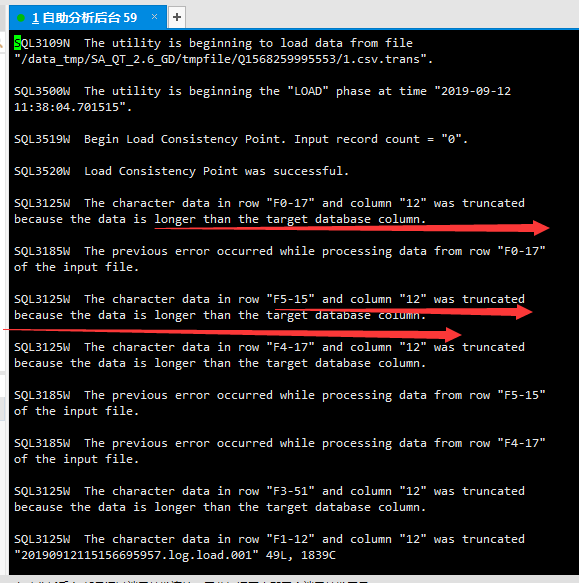 1 自动分析后台 59 × +
SQL3109N  The utility is beginning to load data from file
"/data_tmp/SA_QT_2.6_GD/tmpfile/Q1568259995553/1.csv.trans".
SQL3500W  The utility is beginning the "LOAD" phase at time "2019-09-12
11:38:04.701515".
SQL3519W  Begin Load Consistency Point. Input record count = "0".
SQL3520W  Load Consistency Point was successful.
SQL3125W  The character data in row "F0-17" and column "12" was truncated
because the data is longer than the target database column.
SQL3185W  The previous error occurred while processing data from row "F0-17"
of the input file.
SQL3125W  The character data in row "F5-15" and column "12" was truncated
because the data is longer than the target database column.
SQL3125W  The character data in row "F4-17" and column "12" was truncated
because the data is longer than the target database column.
SQL3185W  The previous error occurred while processing data from row "F5-15"
of the input file.
SQL3185W  The previous error occurred while processing data from row "F4-17"
of the input file.
SQL3125W  The character data in row "F3-51" and column "12" was truncated
because the data is longer than the target database column.
SQL3125W  The character data in row "F1-12" and column "12" was truncated
"20190912115156695957.log.load.001" 49L, 1839C